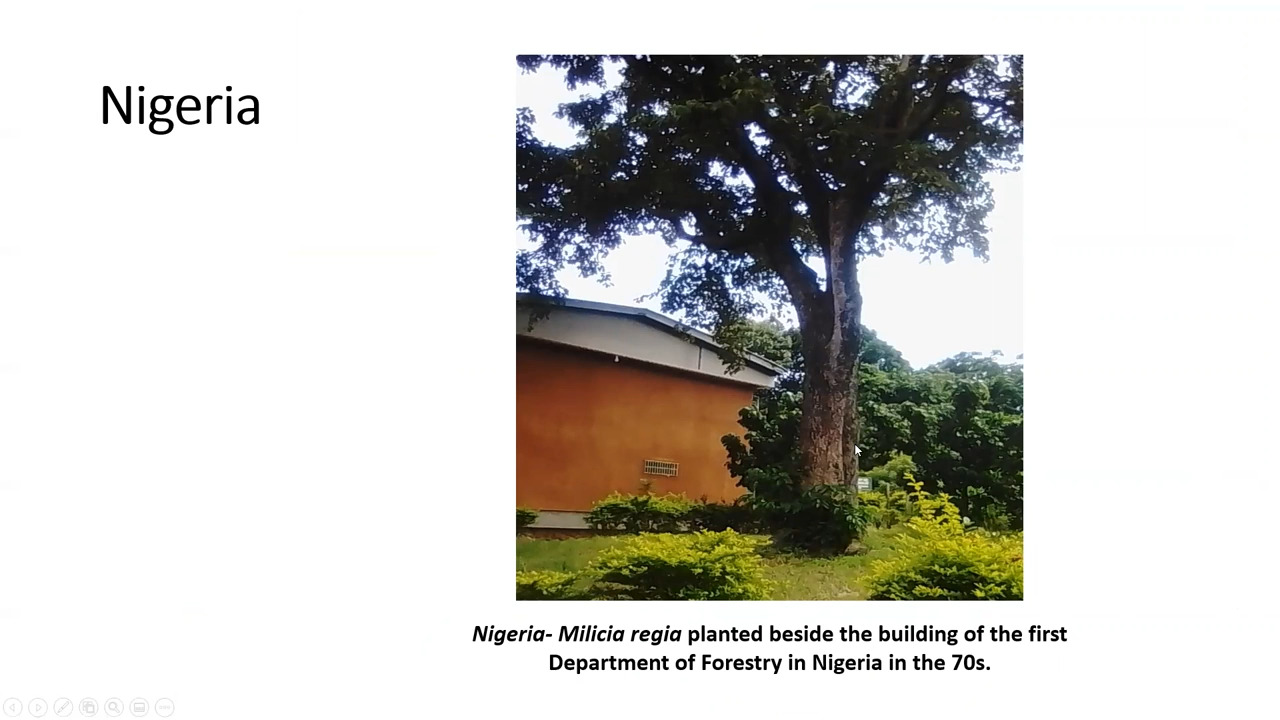 Nigeria
Nigeria- Milicia regia planted beside the building of the first
Department of Forestry in Nigeria in the 70s.